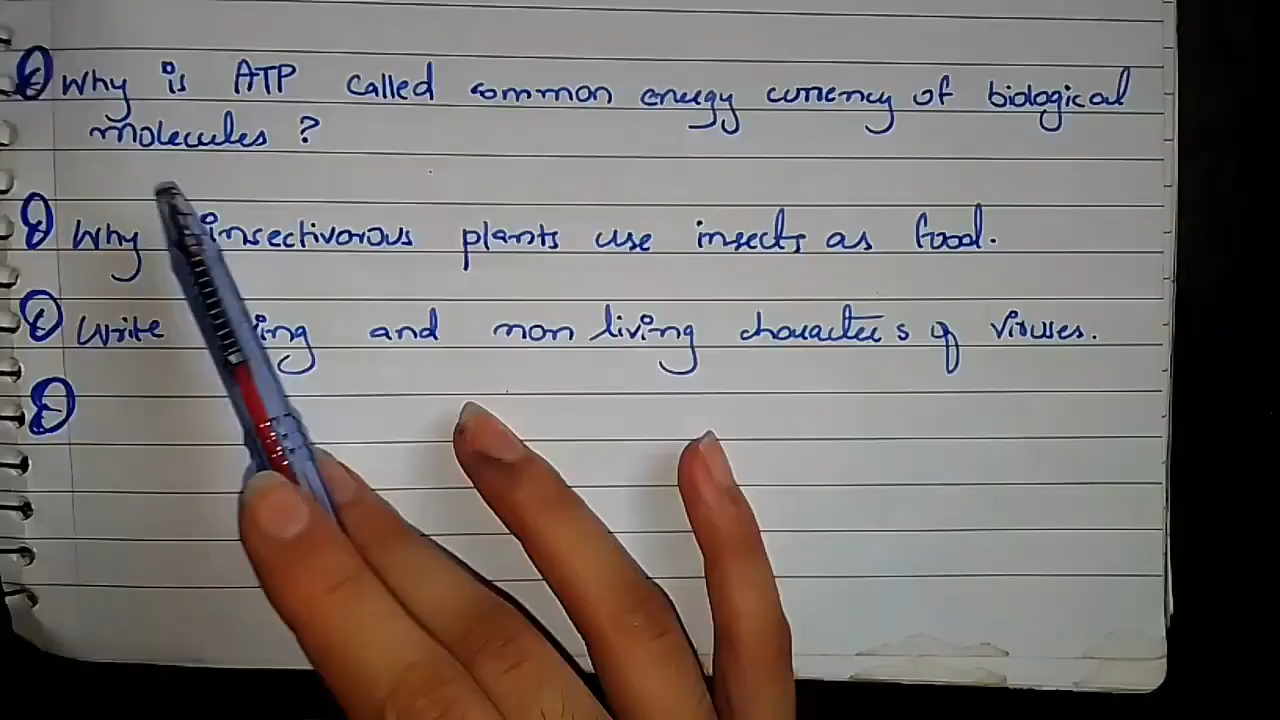 Q Why is ATP called common energy currency of biological
molecules ?
Q Why insectivorous plants use insects as food.
Q Write and non living characters of viruses.
Q